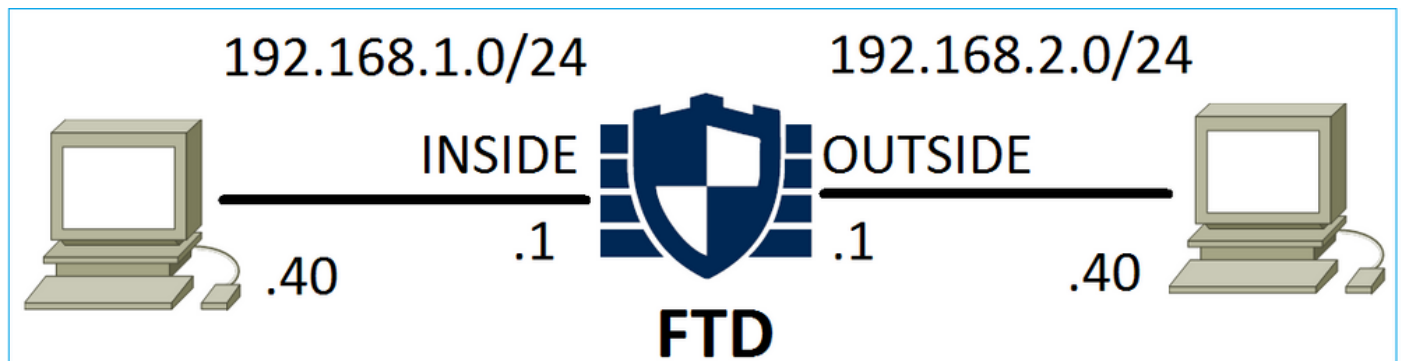 192.168.1.0/24
192.168.2.0/24
INSIDE
OUTSIDE
.40
.1
.1
.40
FTD